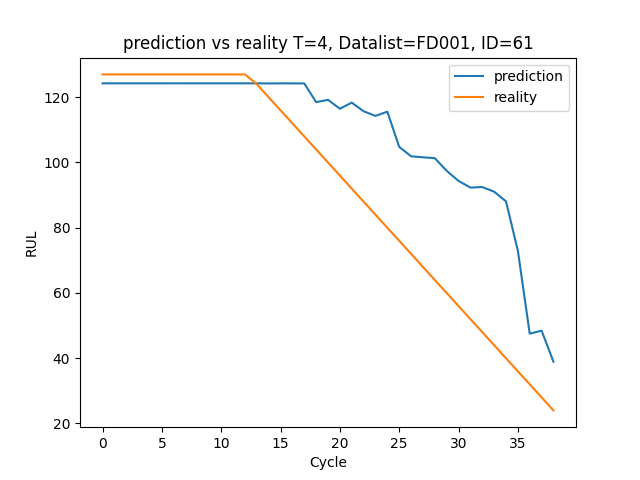 prediction vs reality T=4, Datalist=FD001, ID=61
prediction
reality
RUL
120
100
80
60
40
20
0 5 10 15 20 25 30 35
Cycle